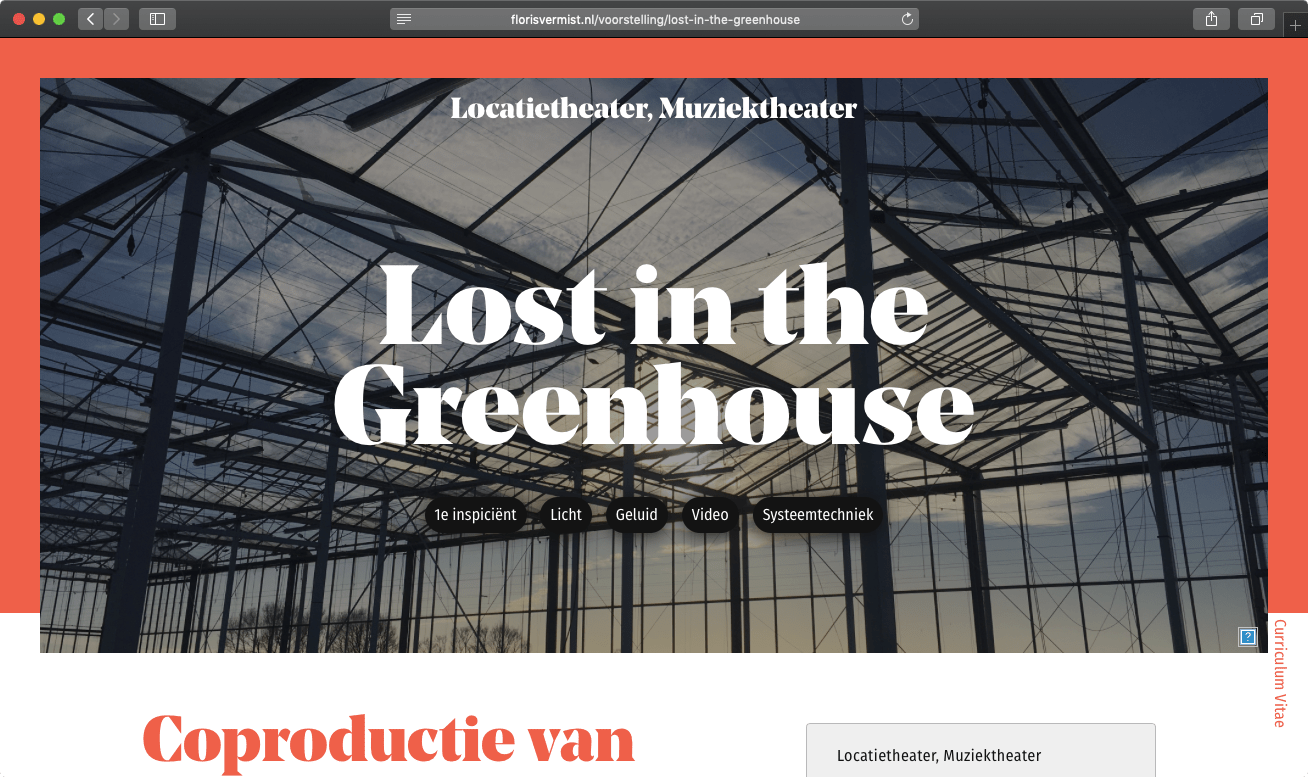 florisvermist.nl/voorstelling/lost-in-the-greenhouse
Locatietheater, Muziektheater
Lost in the
Greenhouse
1e inspiciënt
Licht
Geluid
Video
Systeemtechniek
?
Curriculum Vitae
Coproductie van
Locatietheater, Muziektheater